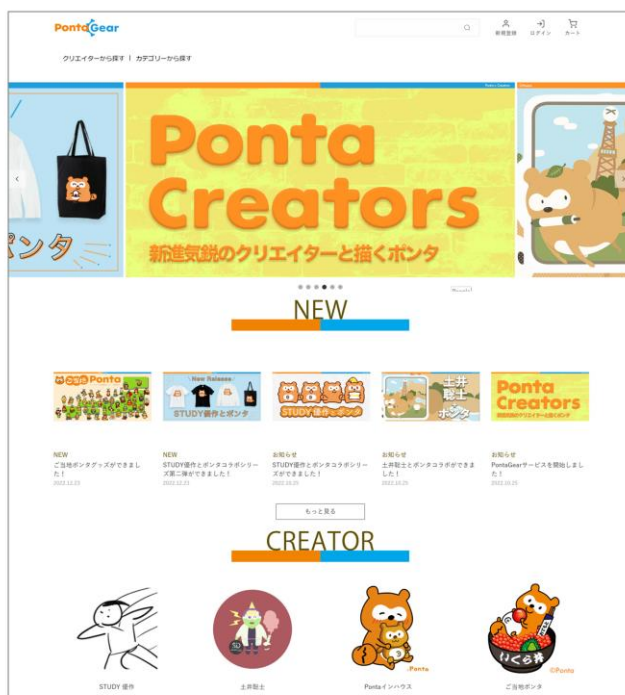 PontaGear
新規登録 ログイン カート
クリエイターから探す | カテゴリーから探す
ポンタ
Ponta
Creators
新進気鋭のクリエイターと描くポンタ
NEW
ご当地 Ponta
New Release
STUDY優作とポンタ
STUDY優作とポンタ
土井
聡士
と
ポンタ
Ponta
Creators
新進気鋭のクリエイターと描くポンタ
NEW
ご当地ポンタグッズができまし
た!
2022.12.23
NEW
STUDY優作とポンタコラボシリー
ズ第二弾ができました!
2022.12.23
お知らせ
STUDY優作とポンタコラボシリー
ズができました!
2022.10.25
お知らせ
土井聡士とポンタコラボができま
した!
2022.10.25
お知らせ
PontaGearサービスを開始しまし
た!
2022.10.25
もっと見る
CREATOR
いくら丼
©Ponta
©Ponta
STUDY 優作
土井聡士
Pontaインハウス
ご当地ポンタ